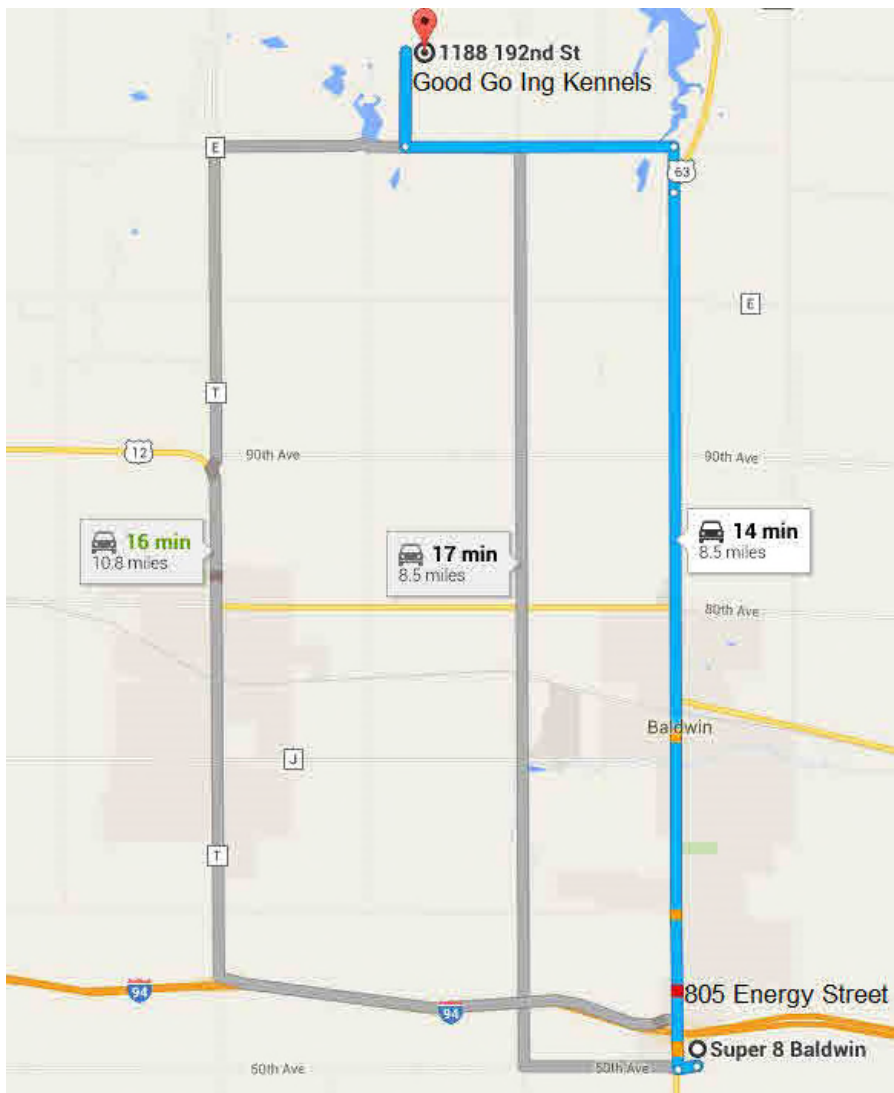 1188 192nd St
Good Go Ing Kennels
E
63
E
T
12
90th Ave
90th Ave
16 min
10.8 miles
17 min
8.5 miles
14 min
8.5 miles
80th Ave
Baldwin
J
T
94
94
805 Energy Street
Super 8 Baldwin
50th Ave
50th Ave